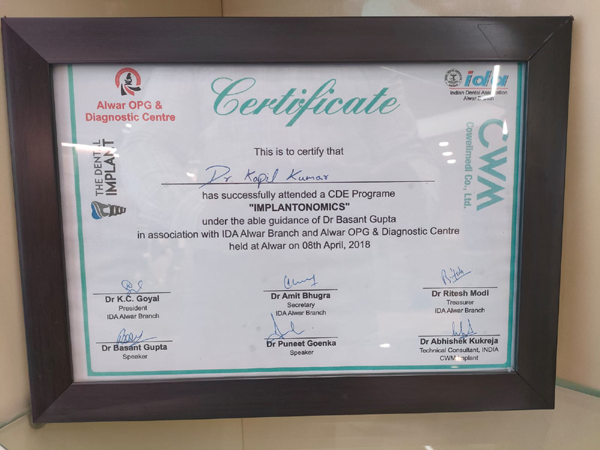 Alwar OPG &
Diagnostic Centre
Certificate
ida
Indian Dental Association
Alwar Branch
THE DENTAL
IMPLANT
CWM
Cowellmedi Co., Ltd.
This is to certify that
Dr Kapil Kumar
has successfully attended a CDE Programe
"IMPLANTONOMICS"
under the able guidance of Dr Basant Gupta
in association with IDA Alwar Branch and Alwar OPG & Diagnostic Centre
held at Alwar on 08th April, 2018
Dr K.C. Goyal
President
IDA Alwar Branch
Dr Amit Bhugra
Secretary
IDA Alwar Branch
Dr Ritesh Modi
Treasurer
IDA Alwar Branch
Dr Basant Gupta
Speaker
Dr Puneet Goenka
Speaker
Dr Abhishek Kukreja
Technical Consultant, INDIA
CWM Implant